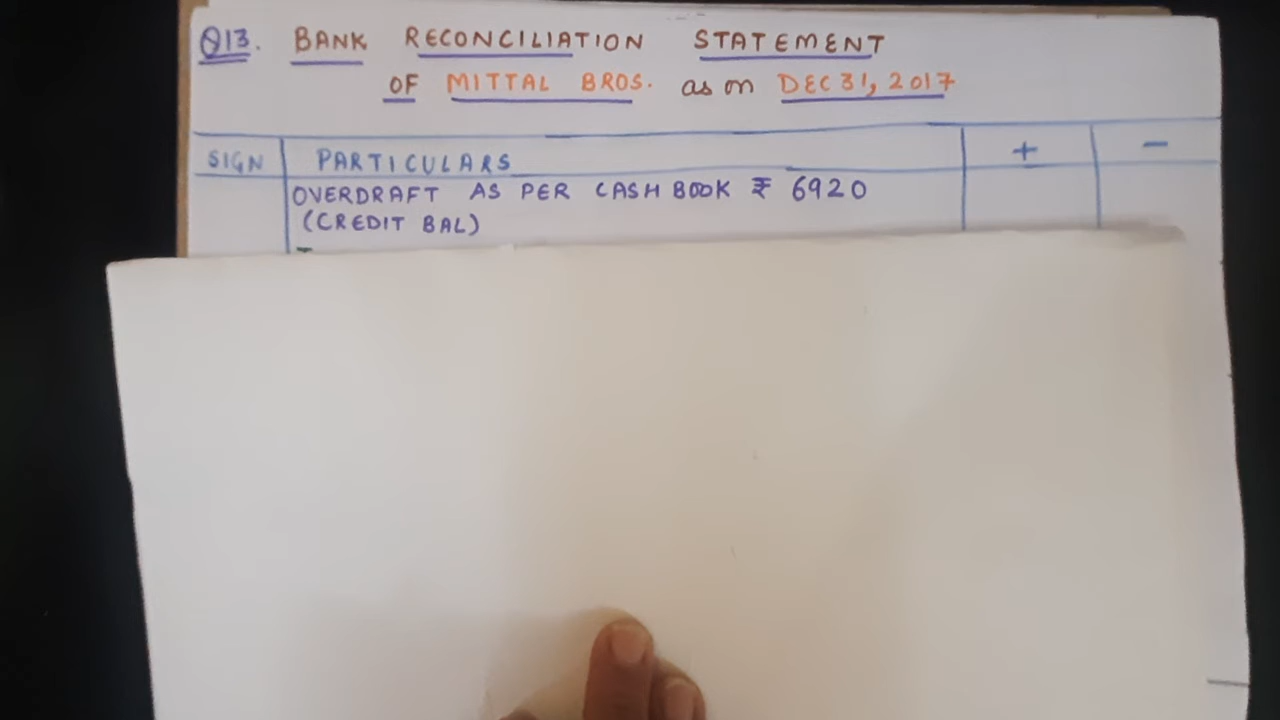 Q13. BANK RECONCILIATION STATEMENT
OF MITTAL BROS. as on DEC 31, 2017
SIGN PARTICULARS + −
OVERDRAFT AS PER CASH BOOK ₹ 6920
(CREDIT BAL)